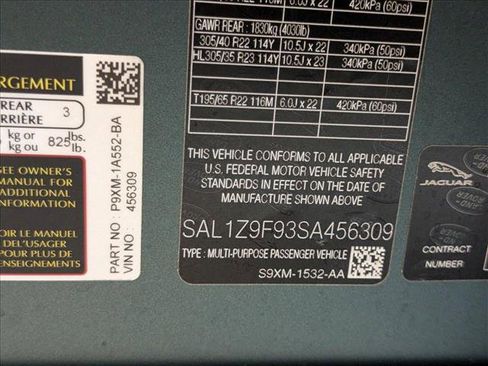 6.0J x 22 420kPa (60psi)
GAWR REAR : 1830kg (4030lb)
305/40 R22 114Y 10.5J x 22 340kPa (50psi)
HL305/35 R23 114Y 10.5J x 23 340kPa (50psi)
T195/65 R22 116M 6.0J x 22 420kPa (60psi)
THIS VEHICLE CONFORMS TO ALL APPLICABLE
U.S. FEDERAL MOTOR VEHICLE SAFETY
STANDARDS IN EFFECT ON THE DATE OF
MANUFACTURE SHOWN ABOVE
SAL1Z9F93SA456309
TYPE : MULTI-PURPOSE PASSENGER VEHICLE
S9XM-1532-AA
RGEMENT
REAR 3
RRIÈRE
kg or 825 lbs.
kg ou lb.
SEE OWNER'S
MANUAL FOR
ADDITIONAL
INFORMATION
OIR LE MANUEL
DE L'USAGER
POUR PLUS DE
RENSEIGNEMENTS
PART NO : P9XM-1A552-BA
VIN NO : 456309
JAGUAR
CONTRACT
NUMBER